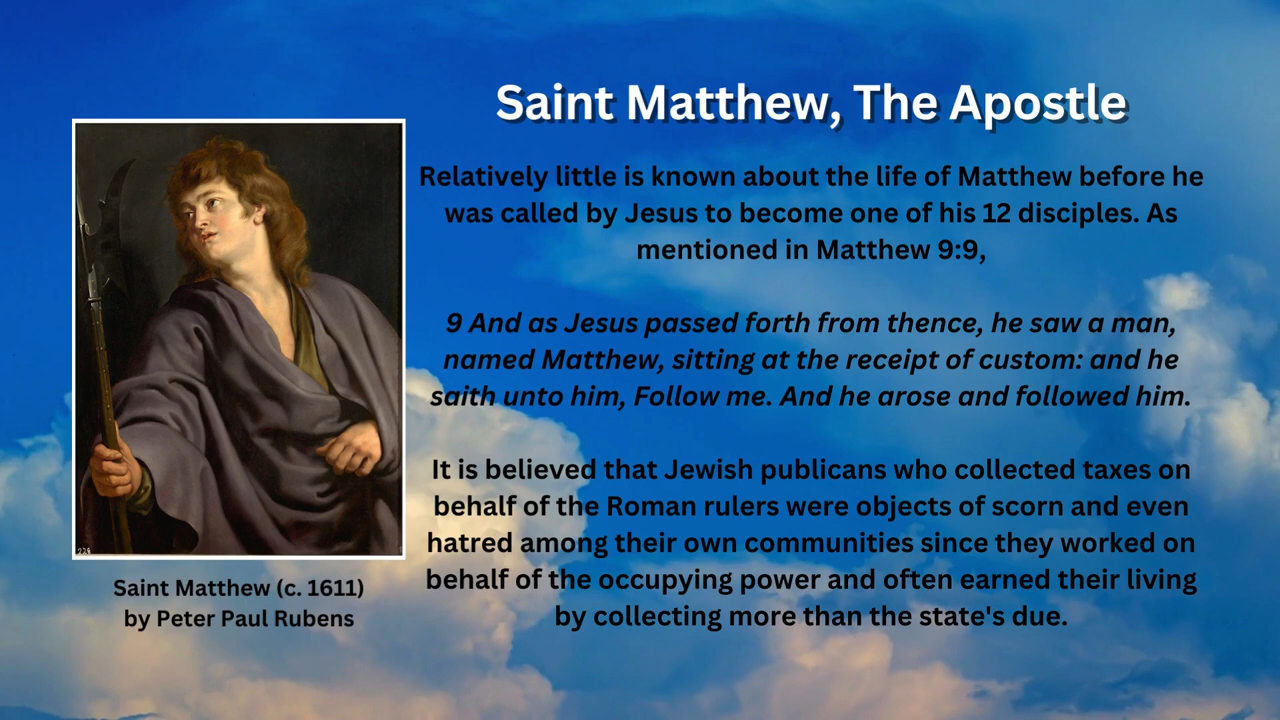 Saint Matthew, The Apostle
Relatively little is known about the life of Matthew before he
was called by Jesus to become one of his 12 disciples. As
mentioned in Matthew 9:9,
9 And as Jesus passed forth from thence, he saw a man,
named Matthew, sitting at the receipt of custom: and he
saith unto him, Follow me. And he arose and followed him.
It is believed that Jewish publicans who collected taxes on
behalf of the Roman rulers were objects of scorn and even
hatred among their own communities since they worked on
behalf of the occupying power and often earned their living
by collecting more than the state's due.
Saint Matthew (c. 1611)
by Peter Paul Rubens